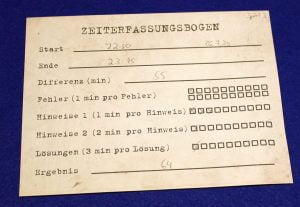 ZEITERFASSUNGSBOGEN
Start
Ende
Differenz (min) 55
Fehler (1 min pro Fehler)
Hinweise 1 (1 min pro Hinweis)
Hinweise 2 (2 min pro Hinweis)
Lösungen (3 min pro Lösung)
Ergebnis 64